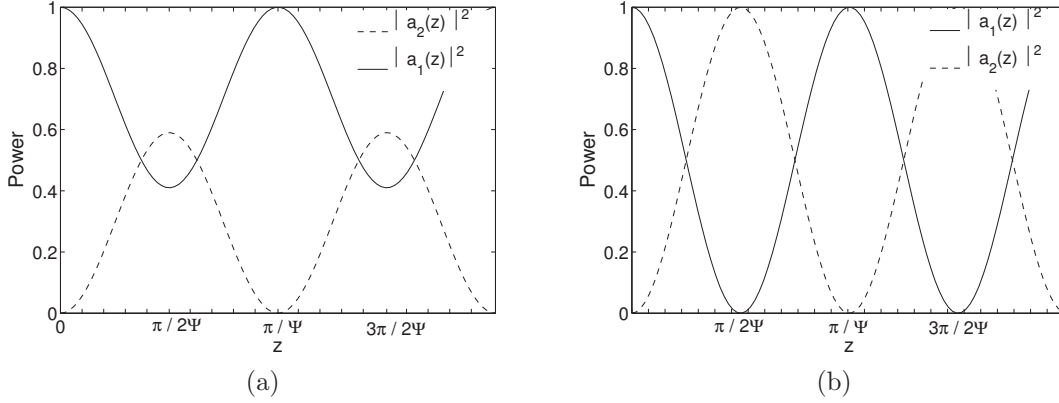 1
0.8
0.6
0.4
0.2
0
Power
| a₂(z) |²
| a₁(z) |²
0
π / 2Ψ
π / Ψ
3π / 2Ψ
z
(a)
1
0.8
0.6
0.4
0.2
0
Power
| a₁(z) |²
| a₂(z) |²
π / 2Ψ
π / Ψ
3π / 2Ψ
z
(b)